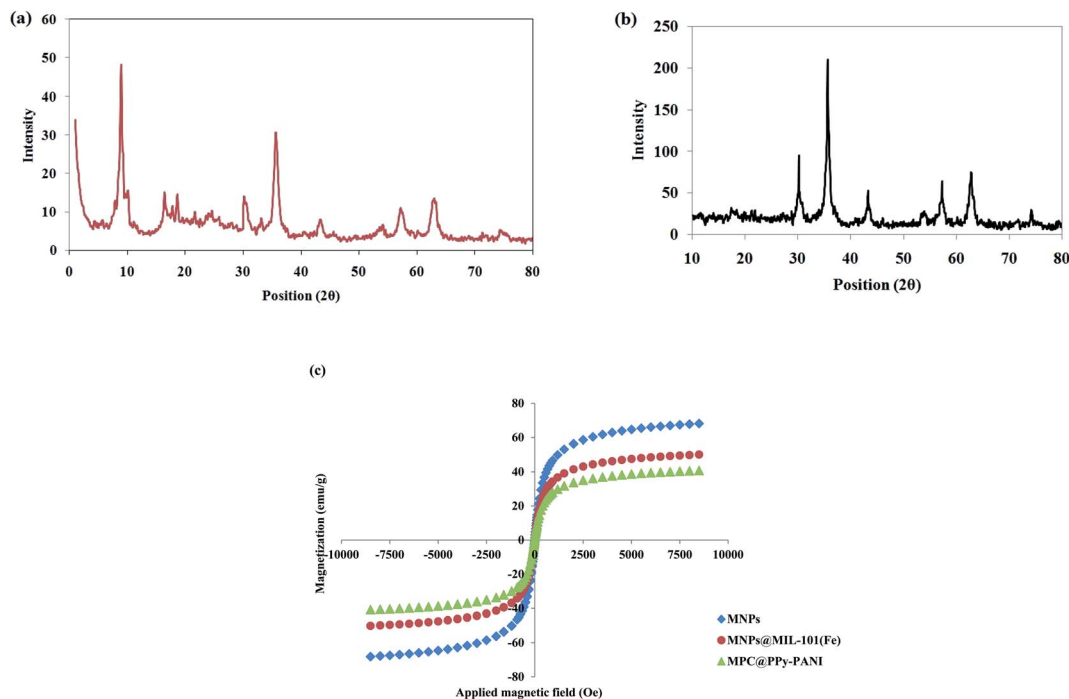 (a)
60
50
40
30
20
10
0
Intensity
0 10 20 30 40 50 60 70 80
Position (2θ)
(b)
250
200
150
100
50
0
Intensity
10 20 30 40 50 60 70 80
Position (2θ)
(c)
80
60
40
20
0
-20
-40
-60
-80
Magnetization (emu/g)
-10000 -7500 -5000 -2500 0 2500 5000 7500 10000
MNPs
MNPs@MIL-101(Fe)
MPC@PPy-PANI
Applied magnetic field (Oe)